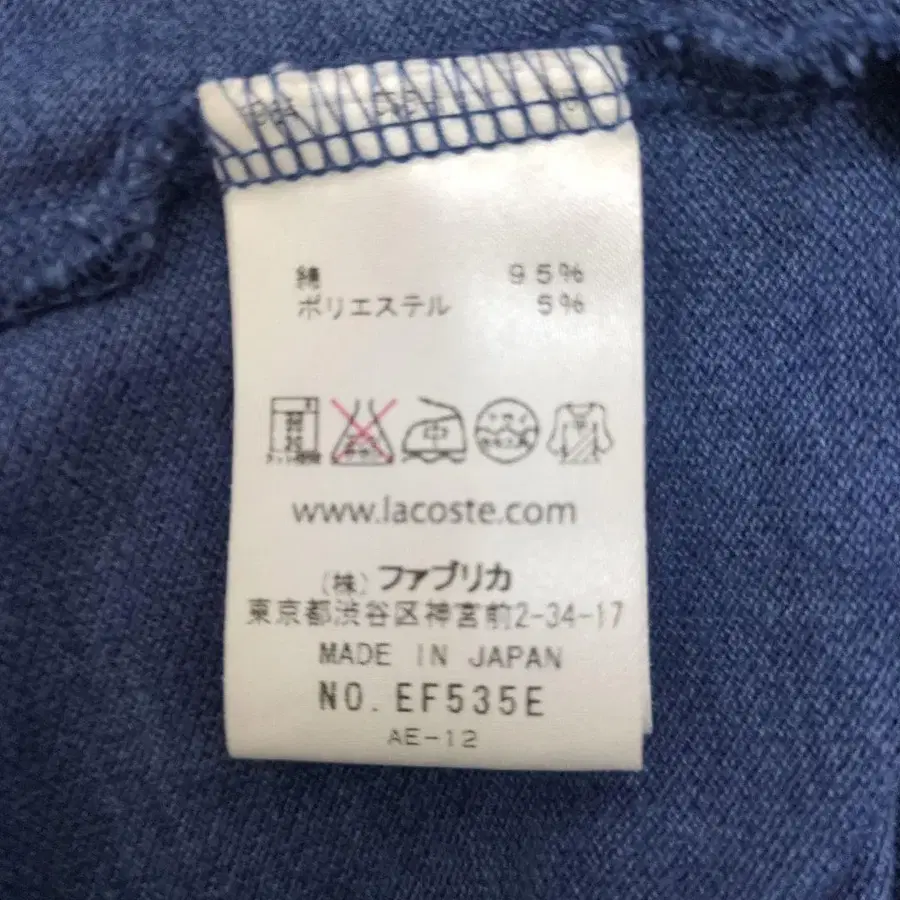 綿 95%
ポリエステル 5%
中
www.lacoste.com
(株) ファブリカ
東京都渋谷区神宮前2-34-17
MADE IN JAPAN
NO. EF535E
AE-12